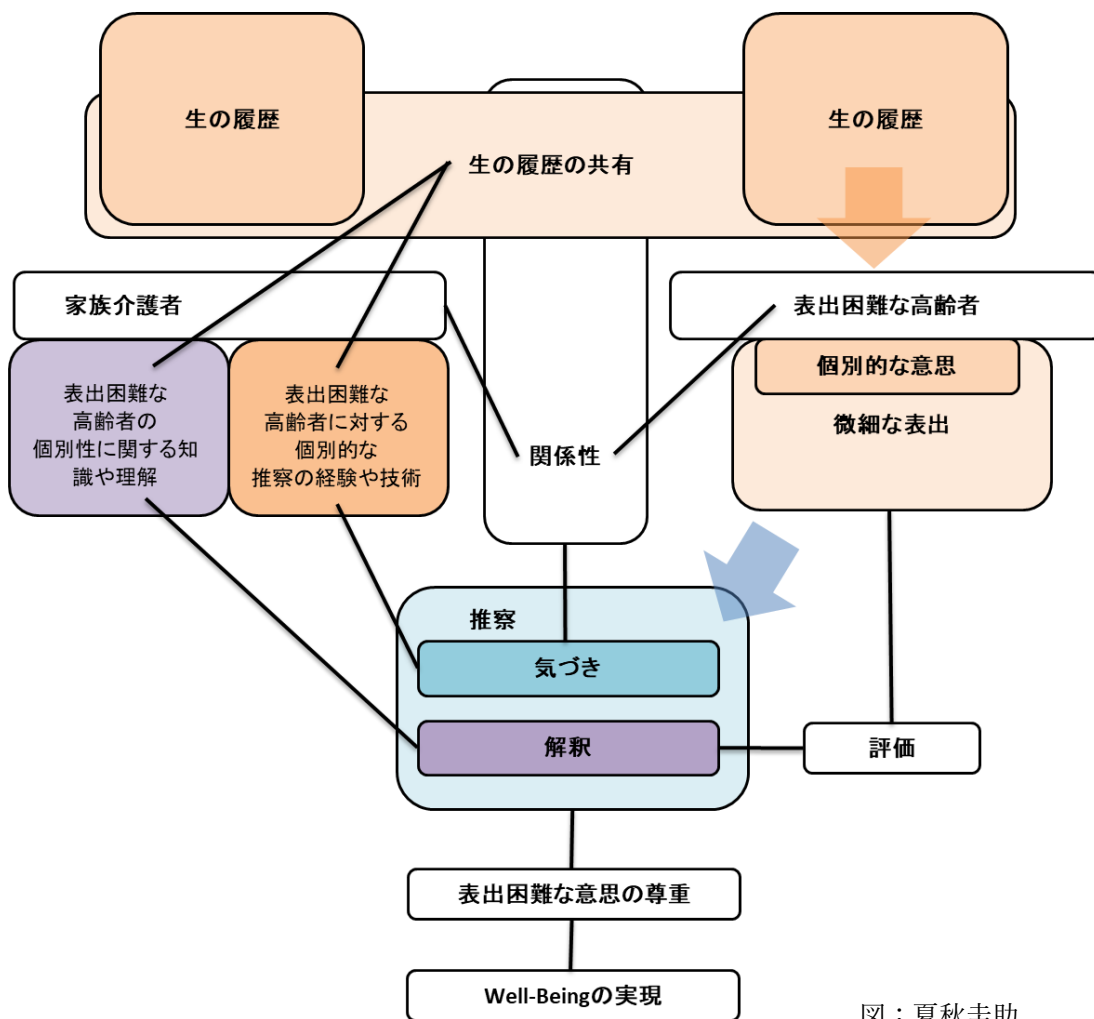 生の履歴
生の履歴
生の履歴の共有
家族介護者
表出困難な高齢者
表出困難な
高齢者の
個別性に関する知
識や理解
表出困難な
高齢者に対する
個別的な
推察の経験や技術
個別的な意思
微細な表出
関係性
推察
気づき
解釈
評価
表出困難な意思の尊重
Well-Beingの実現
図：夏秋圭助